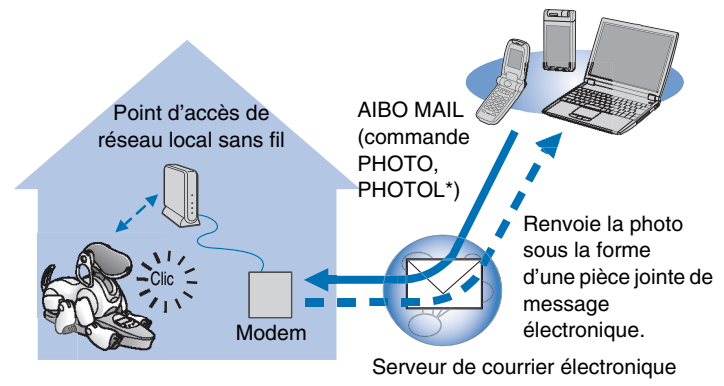 Point d'accès de
réseau local sans fil
Clic
Modem
AIBO MAIL
(commande
PHOTO,
PHOTOL*)
Renvoie la photo
sous la forme
d'une pièce jointe de
message
électronique.
Serveur de courrier électronique